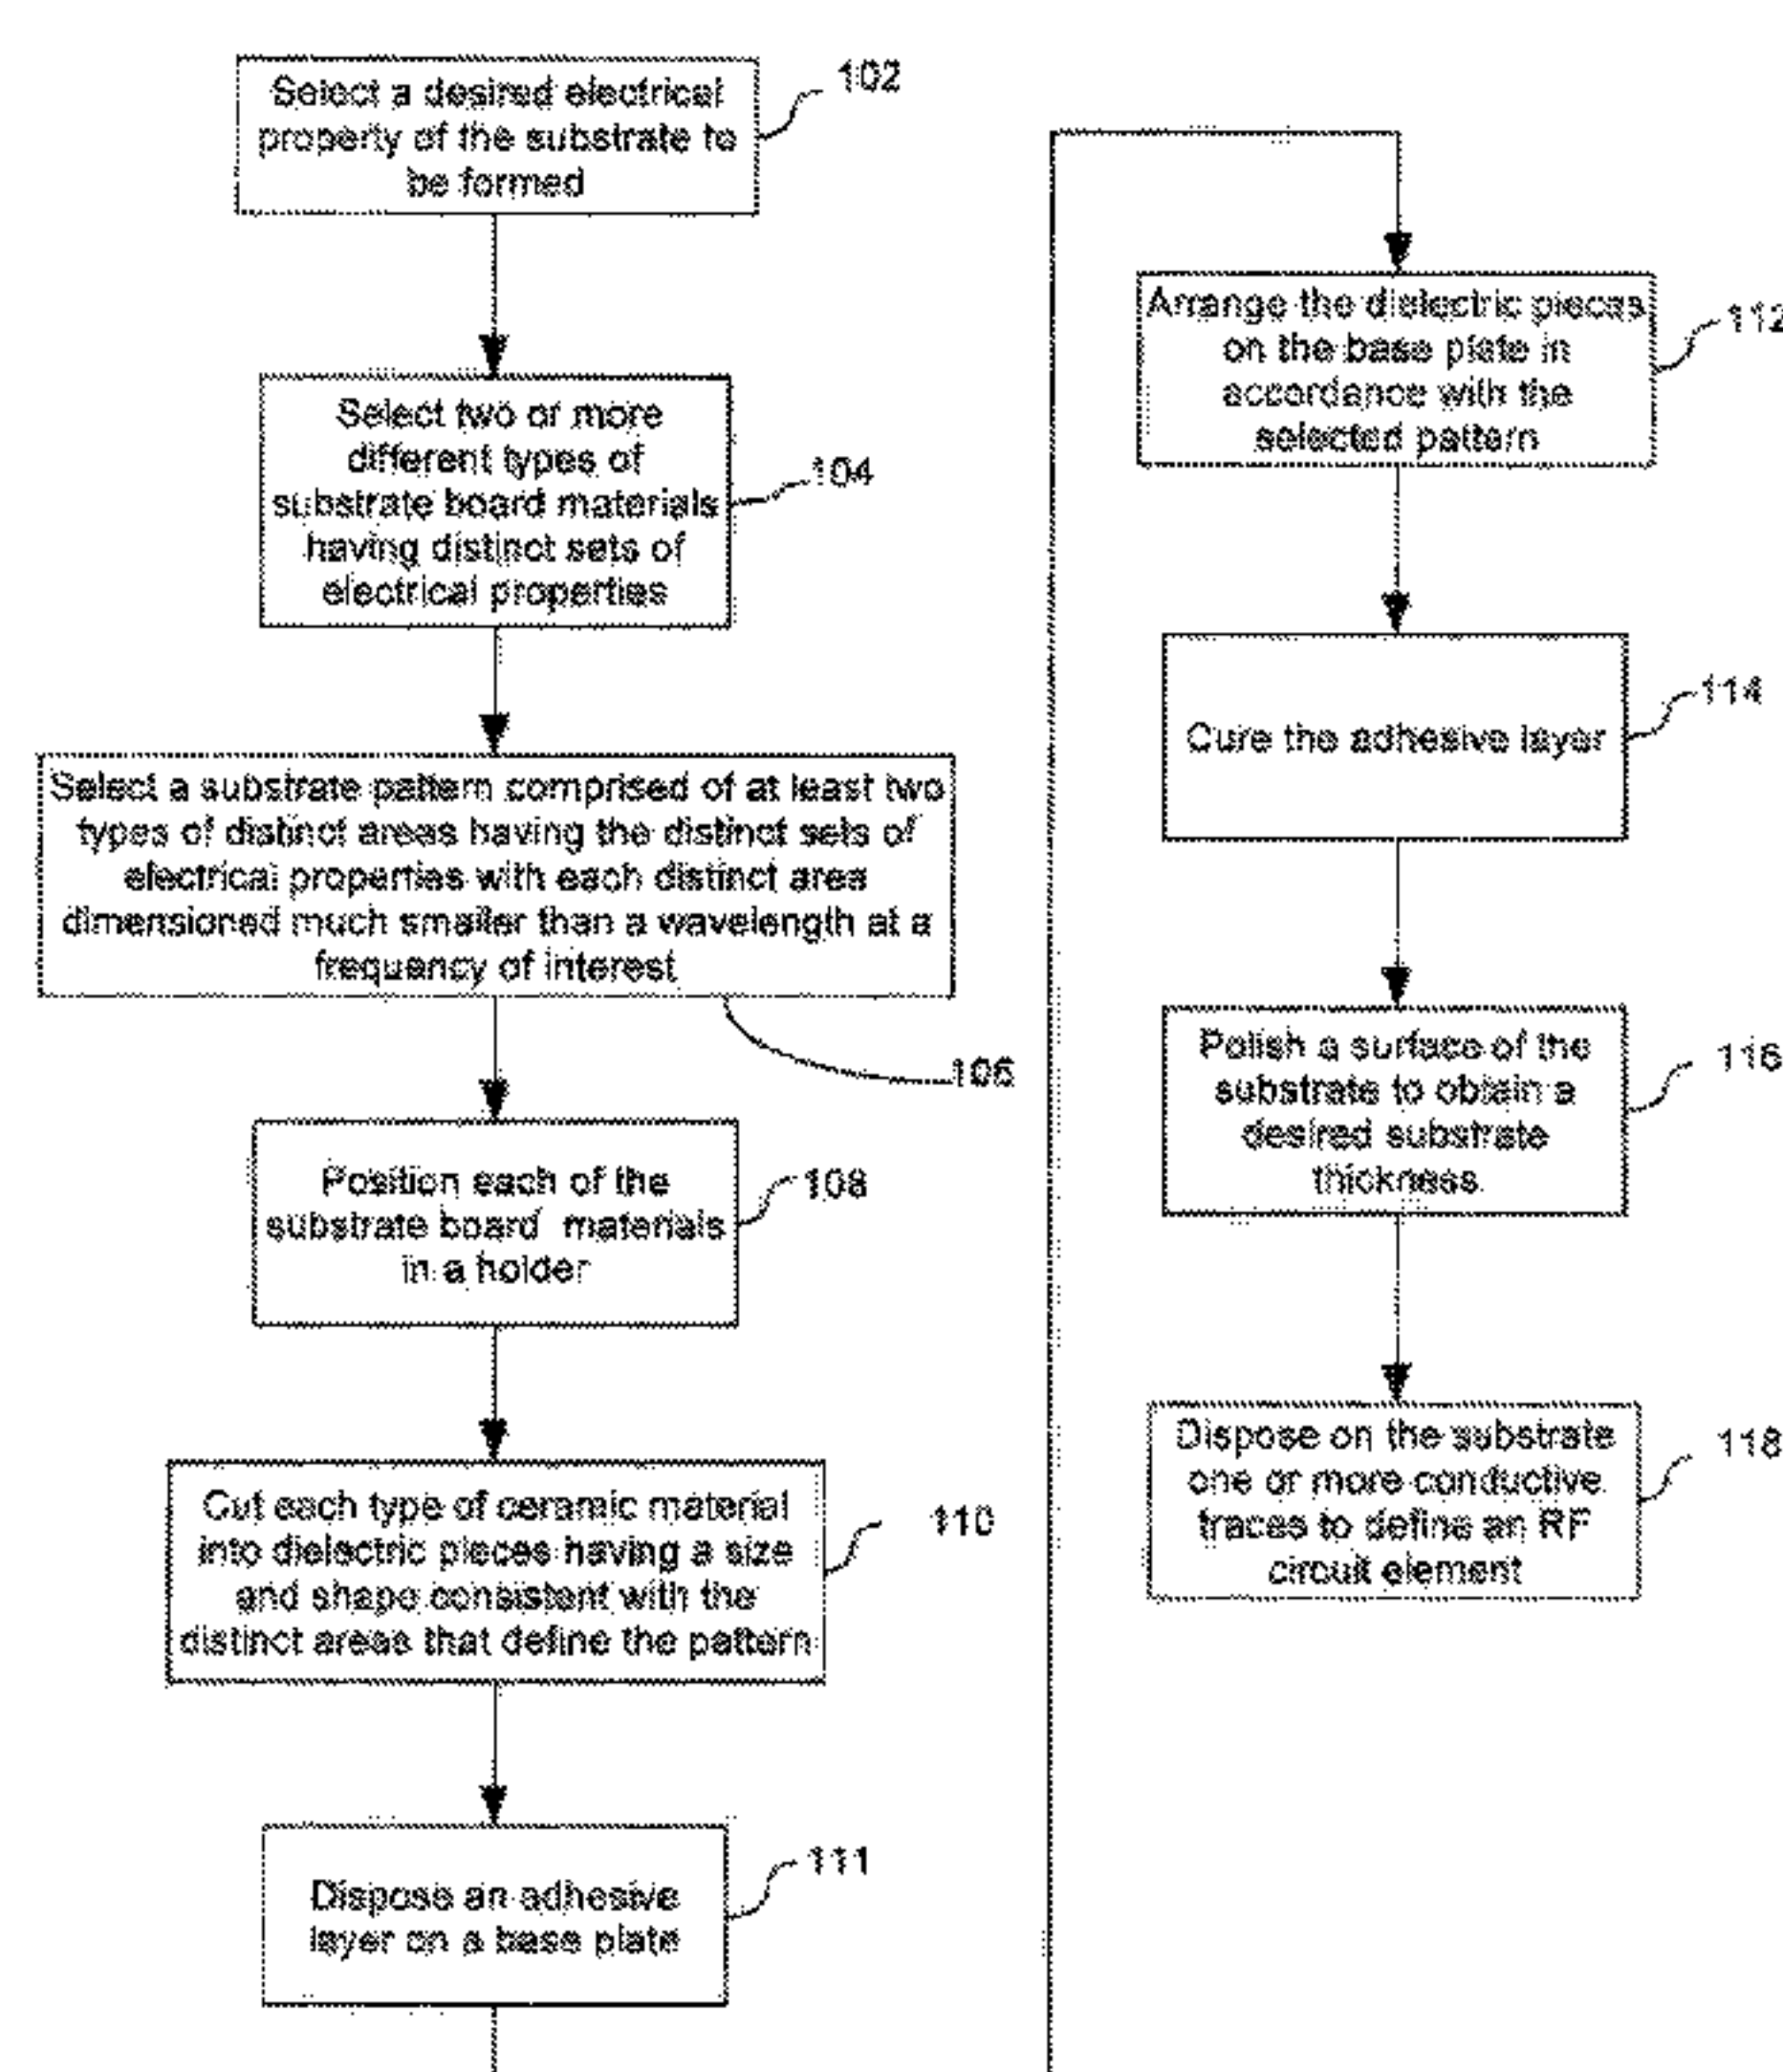 Select a desired electrical
property of the substrate to
be formed
102
Select two or more
different types of
substrate board materials
having distinct sets of
electrical properties
104
Select a substrate pattern comprised of at least two
types of distinct areas having the distinct sets of
electrical properties with each distinct area
dimensioned much smaller than a wavelength at a
frequency of interest
106
Position each of the
substrate board materials
in a holder
108
Cut each type of ceramic material
into dielectric pieces having a size
and shape consistent with the
distinct areas that define the pattern
110
Dispose an adhesive
layer on a base plate
111
Arrange the dielectric pieces
on the base plate in
accordance with the
selected pattern
112
Cure the adhesive layer
114
Polish a surface of the
substrate to obtain a
desired substrate
thickness.
116
Dispose on the substrate
one or more conductive
traces to define an RF
circuit element
118